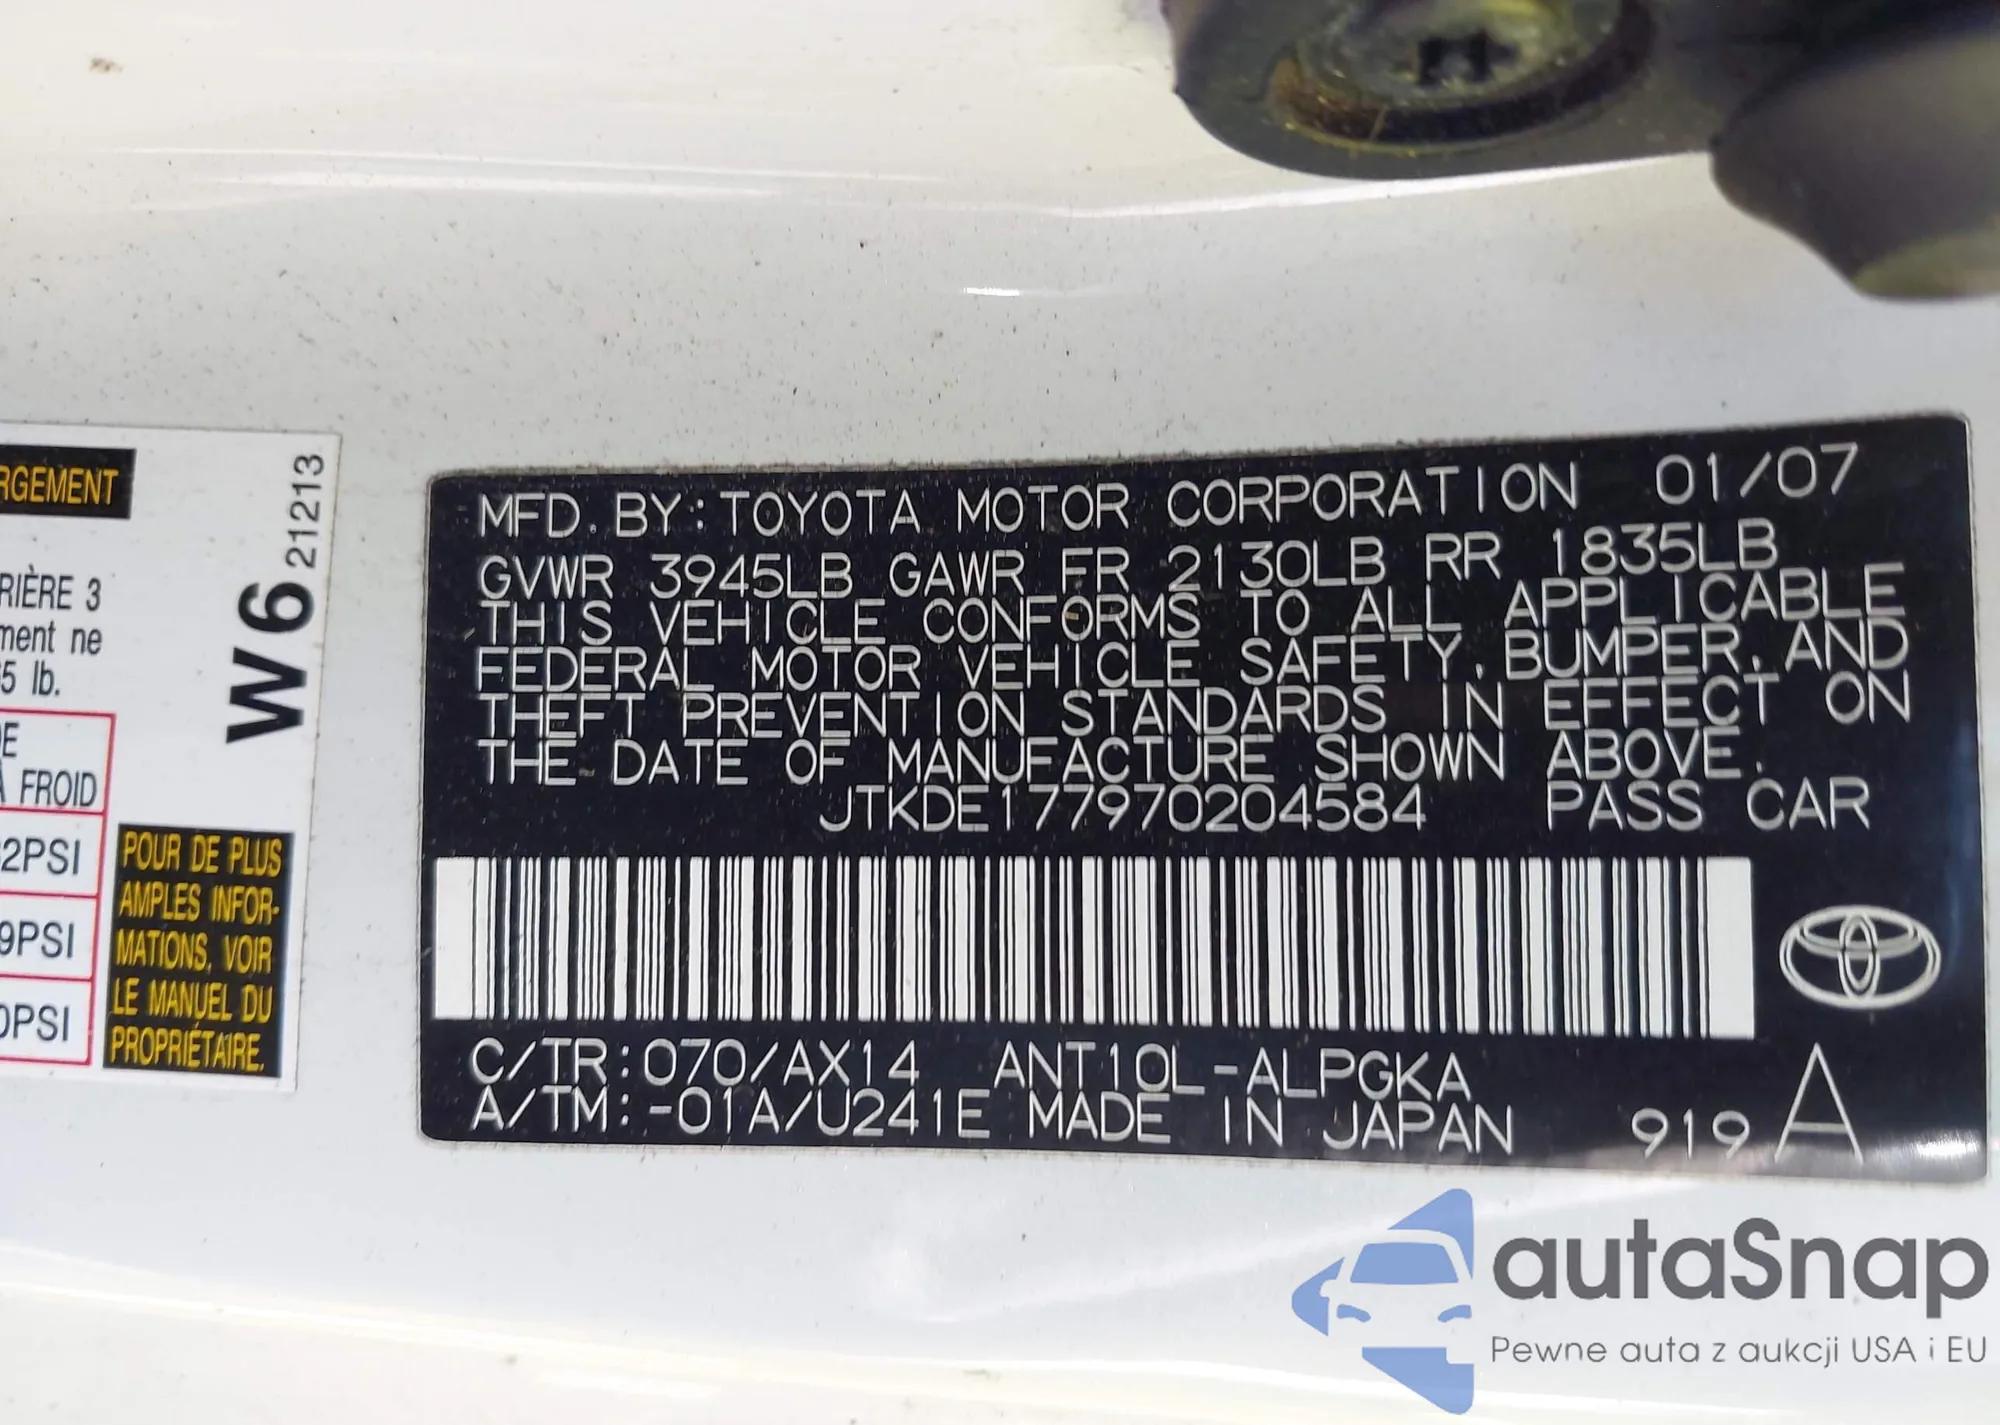 RGEMENT
RIÈRE 3
ment ne
5 lb.
E
À FROID
2PSI
9PSI
0PSI
W6 21213
POUR DE PLUS
AMPLES INFOR-
MATIONS, VOIR
LE MANUEL DU
PROPRIÉTAIRE.
MFD. BY: TOYOTA MOTOR CORPORATION 01/07
GVWR 3945LB GAWR FR 2130LB RR 1835LB
THIS VEHICLE CONFORMS TO ALL APPLICABLE
FEDERAL MOTOR VEHICLE SAFETY, BUMPER, AND
THEFT PREVENTION STANDARDS IN EFFECT ON
THE DATE OF MANUFACTURE SHOWN ABOVE.
JTKDE177970204584 PASS CAR
C/TR:070/AX14 ANT10L-ALPGKA
A/TM:-01A/U241E MADE IN JAPAN 919 A
autaSnap
Pewne auta z aukcji USA i EU